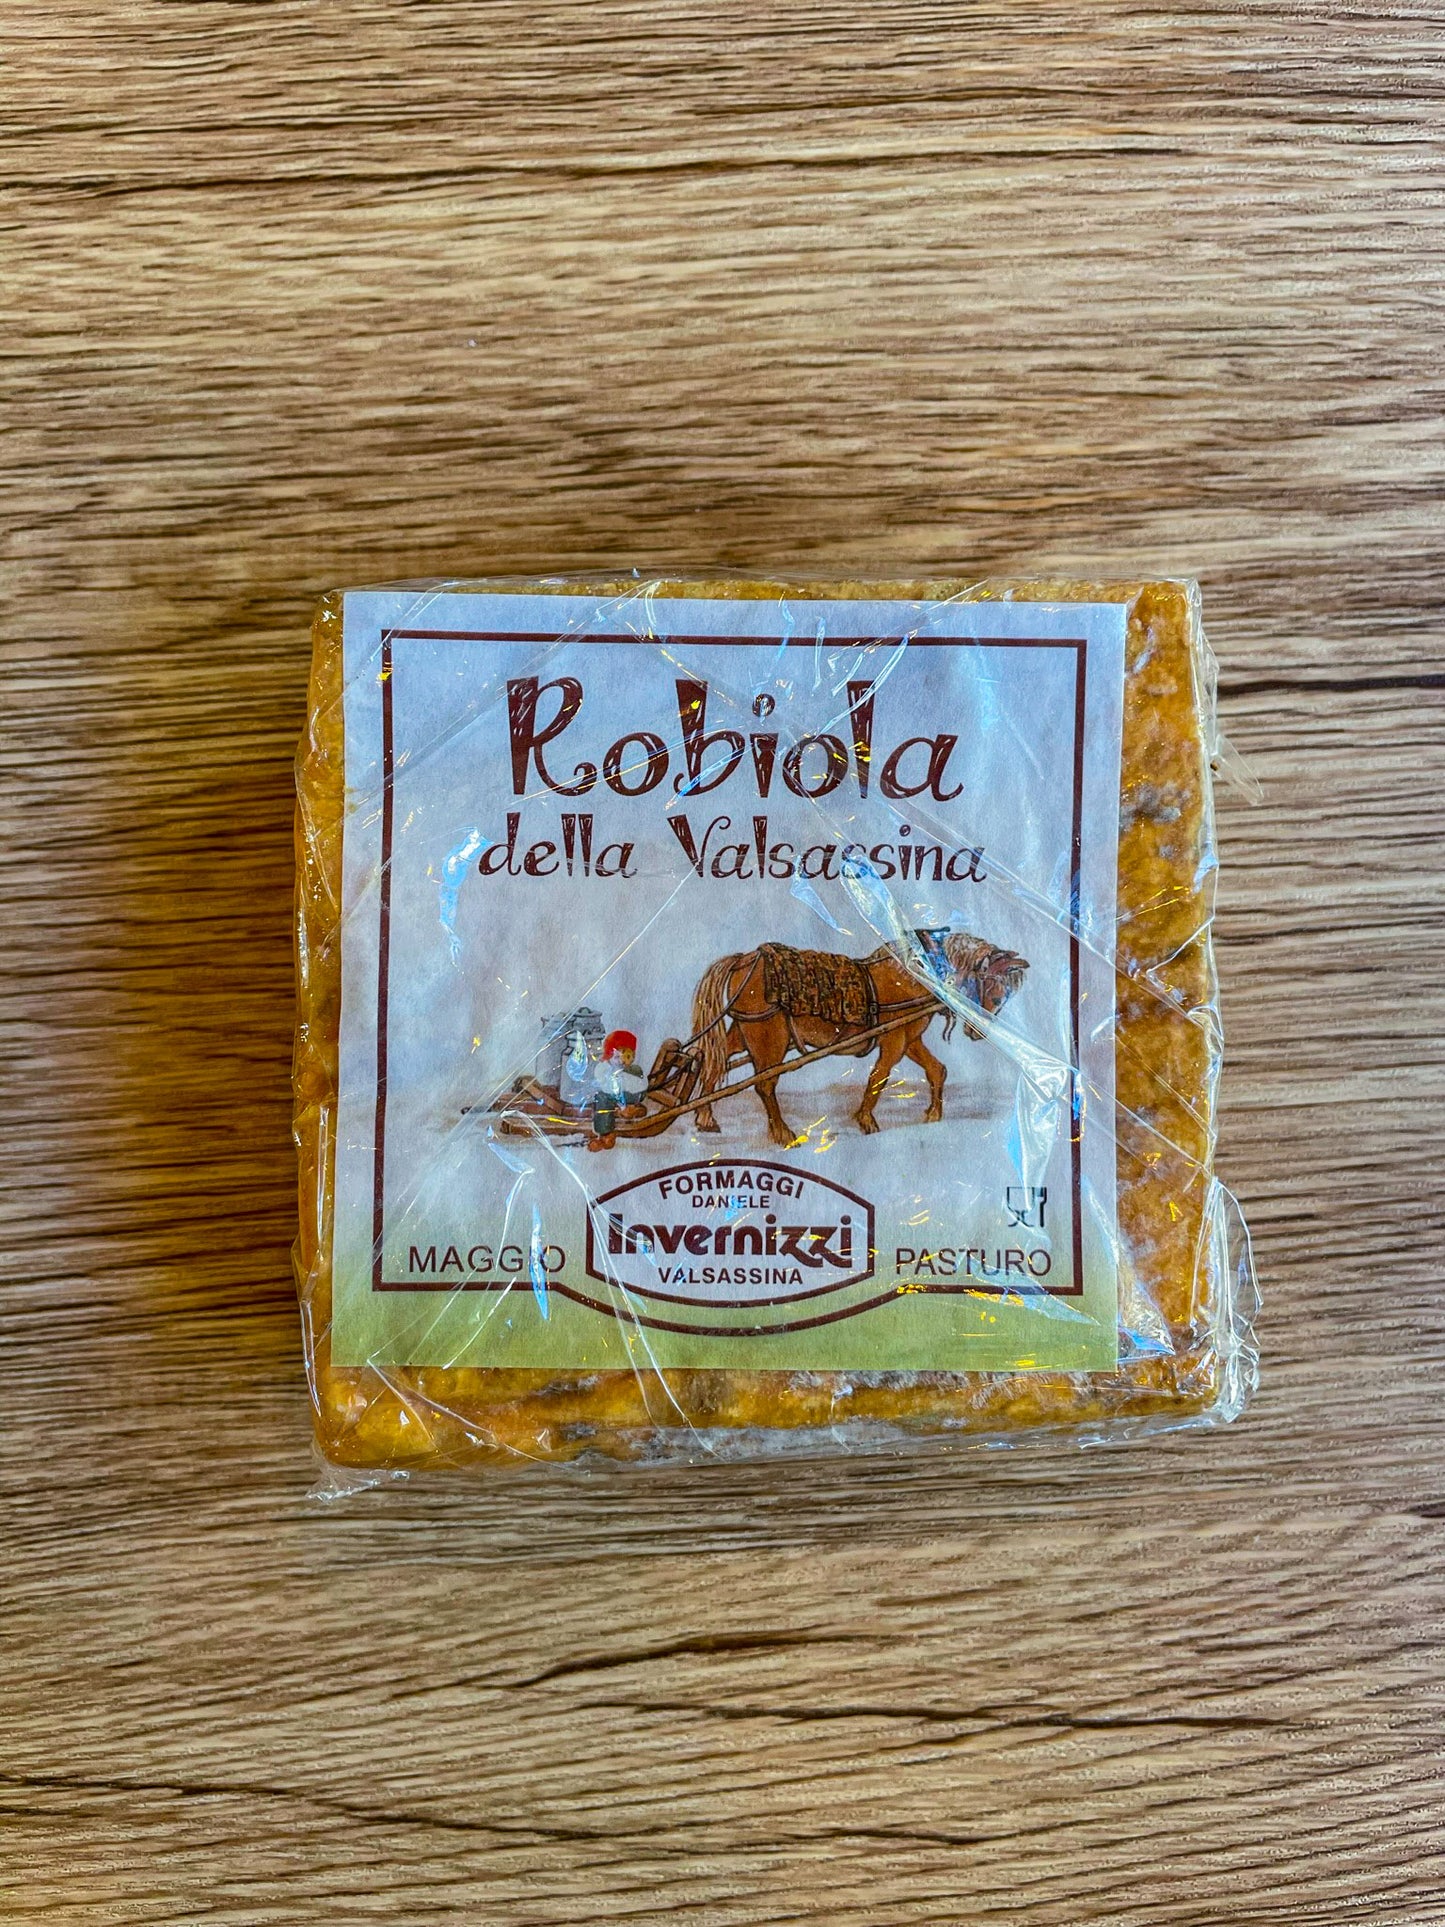 Robiola
della Valsassina
FORMAGGI
DANIELE
Invernizzi
VALSASSINA
MAGGIO
PASTURO